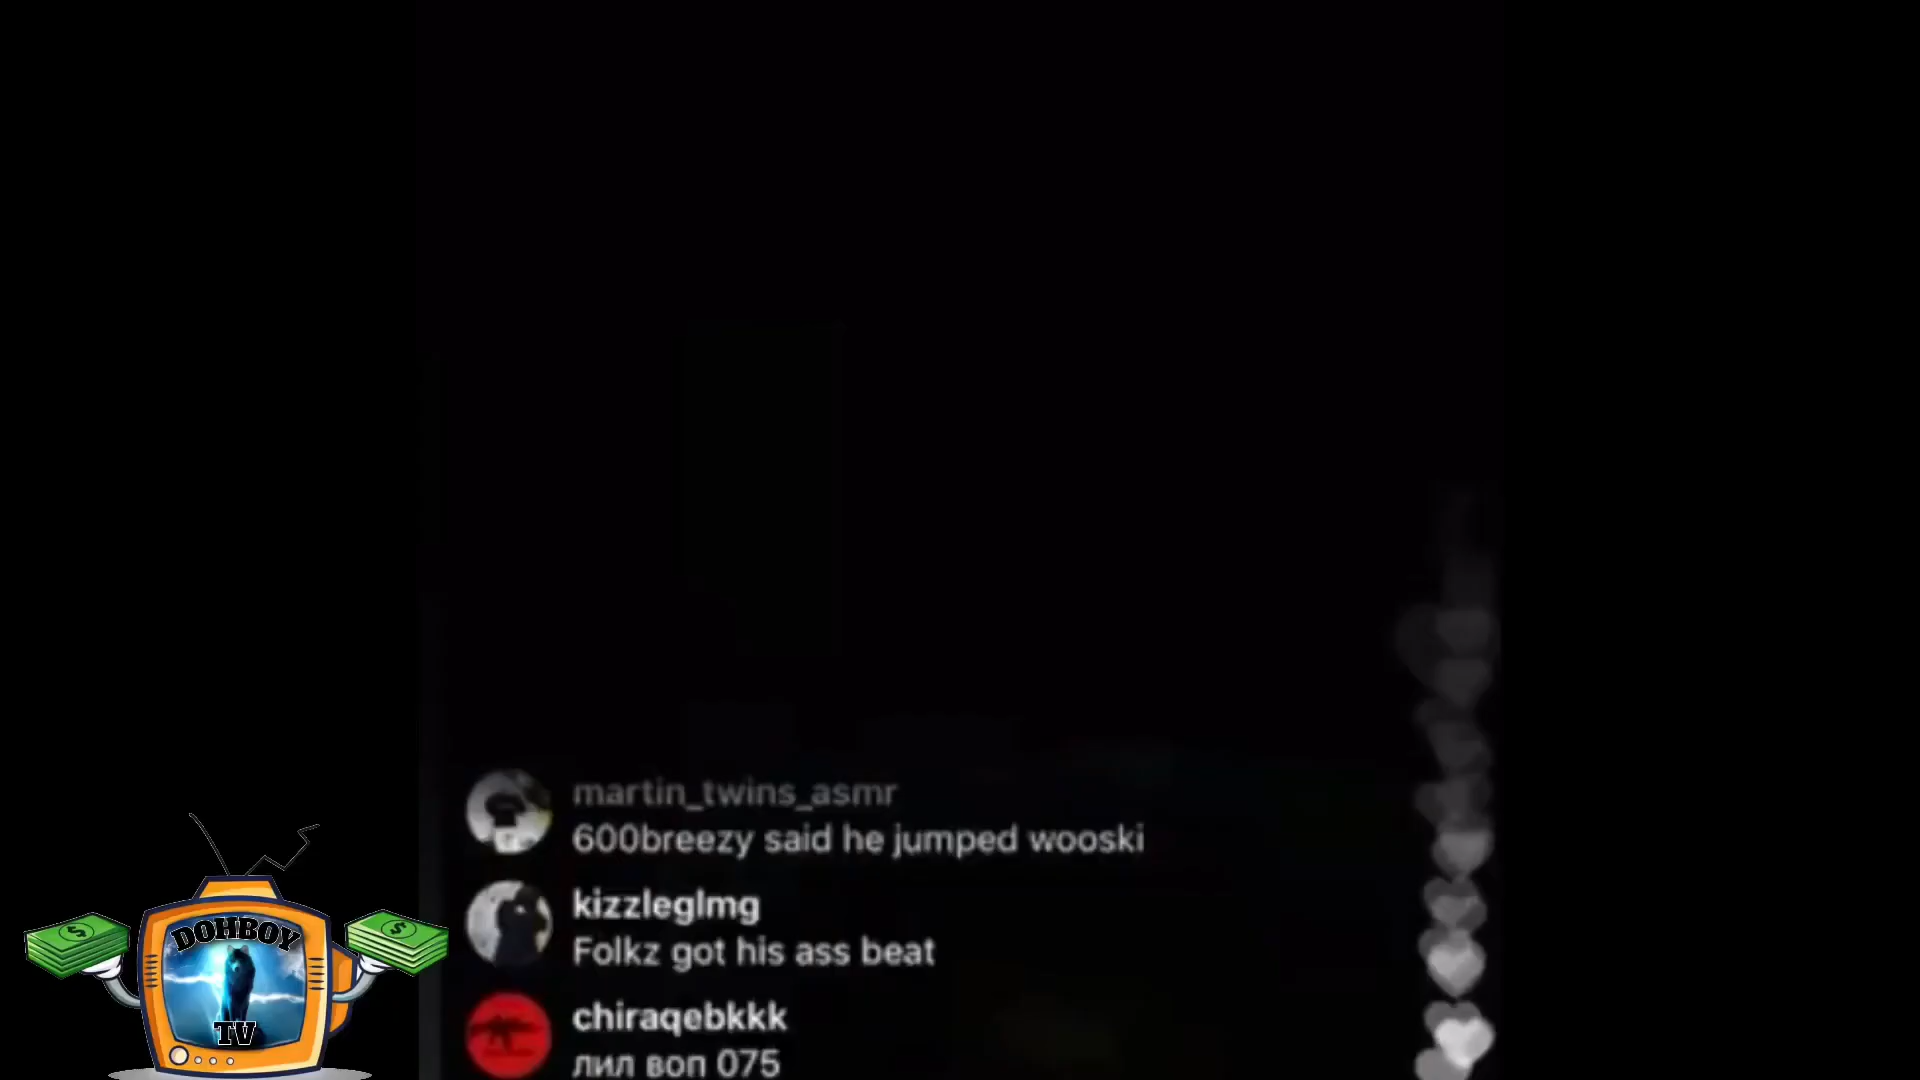 martin_twins_asmr
600breezy said he jumped wooski
kizzleglmg
Folkz got his ass beat
chiraqebkkk
лил воп 075
DOHBOY
TV